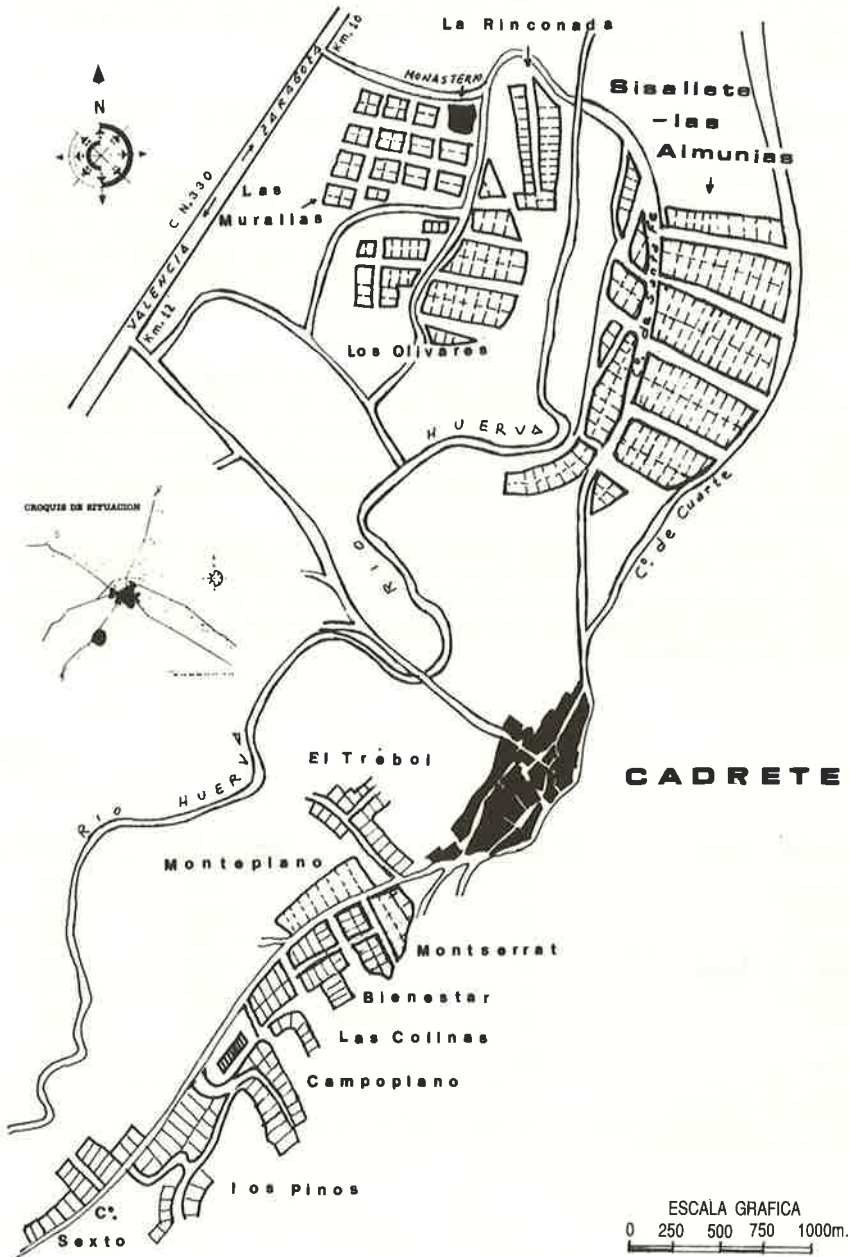 La Rinconada
Km. 10
MONASTERIO
N
Sisallete
-las
Almunias
C N. 330
ZARAGOZA
VALENCIA
Km. 12
Las
Murallas
Los Olivares
HUERVA
RIO
Cº. de Cuarte
CROQUIS DE SITUACION
El Trébol
CADRETE
RIO HUERVA
Monteplano
Montserrat
Bienestar
Las Colinas
Campoplano
los Pinos
Cº.
Sexto
ESCALA GRAFICA
0 250 500 750 1000m.